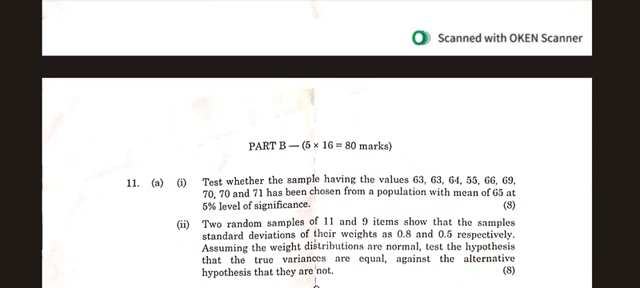 Scanned with OKEN Scanner
PART B — (5 × 16 = 80 marks)
11. (a) (i) Test whether the sample having the values 63, 63, 64, 55, 66, 69,
70, 70 and 71 has been chosen from a population with mean of 65 at
5% level of significance. (8)
(ii) Two random samples of 11 and 9 items show that the samples
standard deviations of their weights as 0.8 and 0.5 respectively.
Assuming the weight distributions are normal, test the hypothesis
that the true variances are equal, against the alternative
hypothesis that they are not. (8)